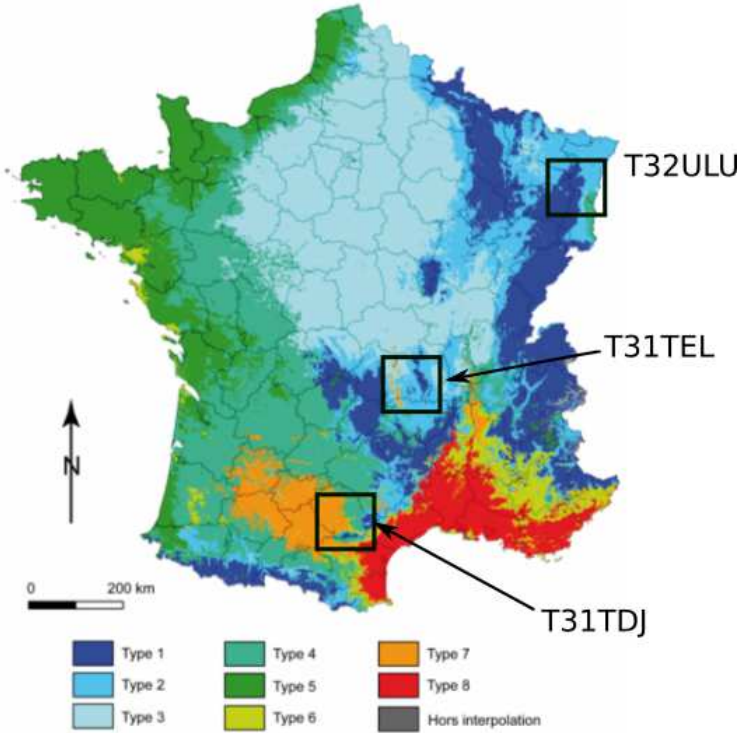 T32ULU
T31TEL
N
0 200 km
T31TDJ
Type 1 Type 4 Type 7
Type 2 Type 5 Type 8
Type 3 Type 6 Hors interpolation